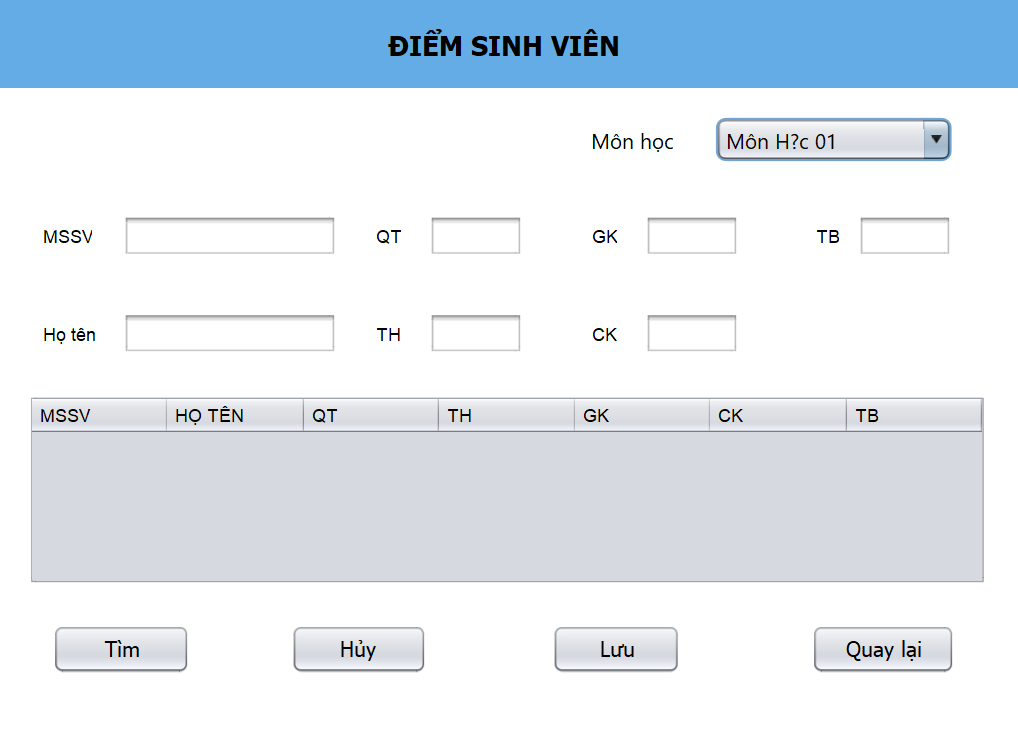 ĐIỂM SINH VIÊN
Môn học Môn H?c 01
MSSV QT GK TB
Họ tên TH CK
MSSV HỌ TÊN QT TH GK CK TB
Tìm Hủy Lưu Quay lại